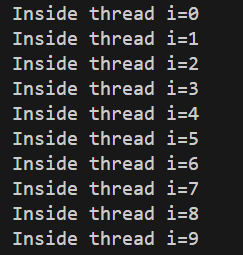 Inside thread i=0
Inside thread i=1
Inside thread i=2
Inside thread i=3
Inside thread i=4
Inside thread i=5
Inside thread i=6
Inside thread i=7
Inside thread i=8
Inside thread i=9